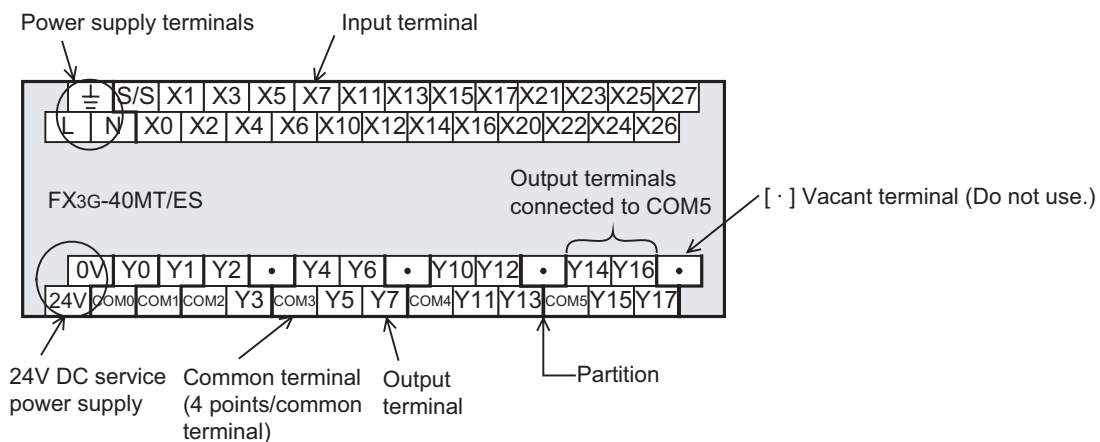 Power supply terminals
Input terminal
S/S X1 X3 X5 X7 X11 X13 X15 X17 X21 X23 X25 X27
L N X0 X2 X4 X6 X10 X12 X14 X16 X20 X22 X24 X26
FX3G-40MT/ES
Output terminals
connected to COM5
[ · ] Vacant terminal (Do not use.)
0V Y0 Y1 Y2 • Y4 Y6 • Y10 Y12 • Y14 Y16 •
24V COM0 COM1 COM2 Y3 COM3 Y5 Y7 COM4 Y11 Y13 COM5 Y15 Y17
24V DC service
power supply
Common terminal
(4 points/common
terminal)
Output
terminal
Partition